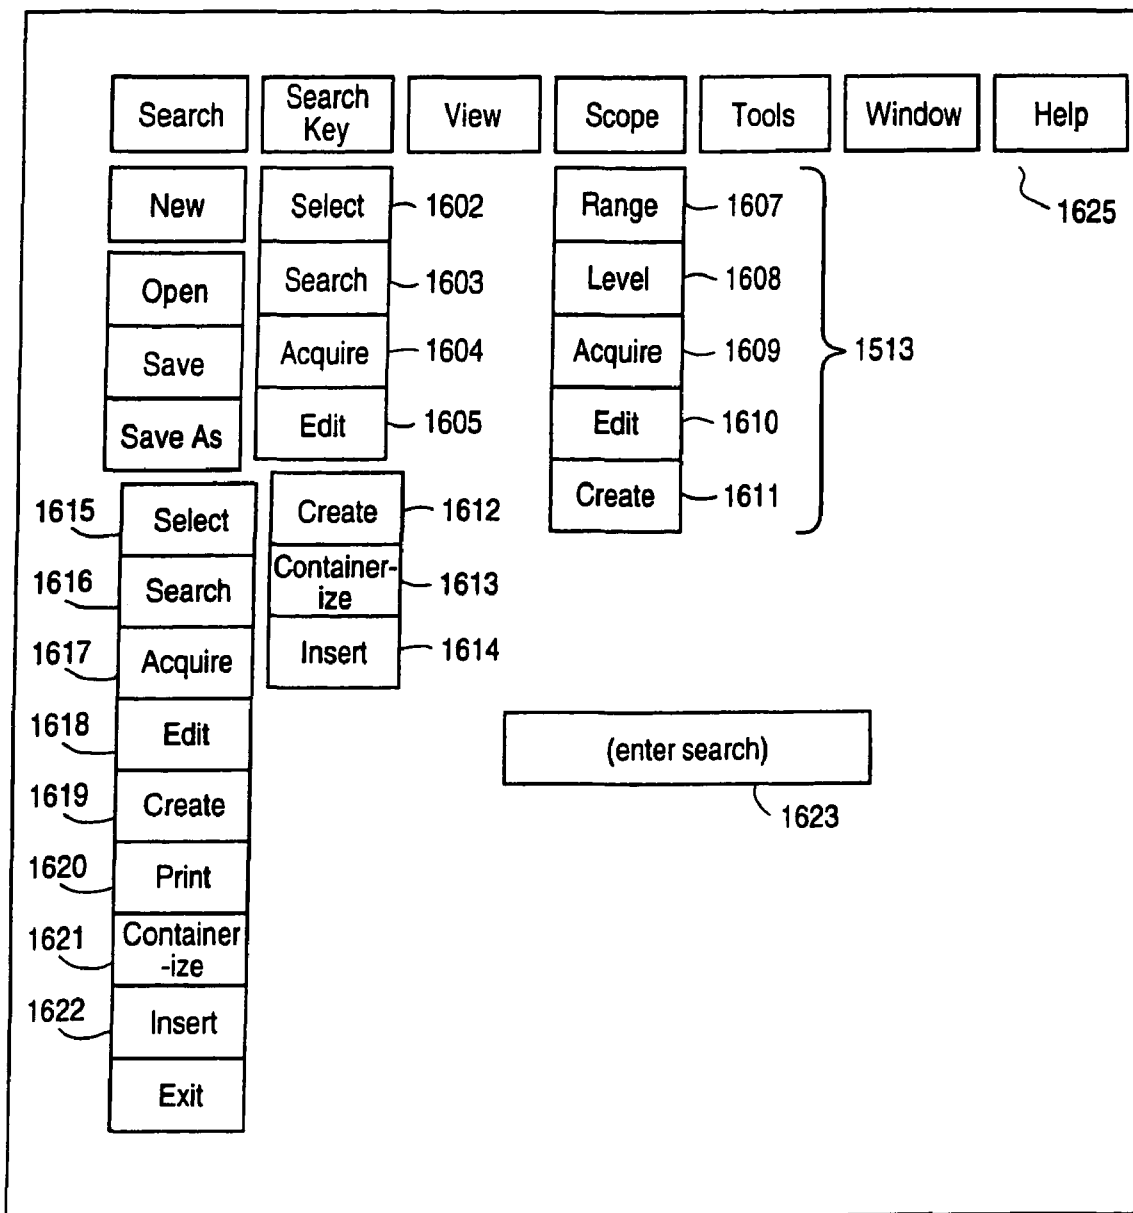 Search
Search
Key
View
Scope
Tools
Window
Help
New
Select
1602
Range
1607
1625
Open
Search
1603
Level
1608
Save
Acquire
1604
Acquire
1609
1513
Save As
Edit
1605
Edit
1610
1615
Select
Create
1612
Create
1611
1616
Search
Container-
ize
1613
1617
Acquire
Insert
1614
1618
Edit
(enter search)
1619
Create
1623
1620
Print
1621
Container
-ize
1622
Insert
Exit